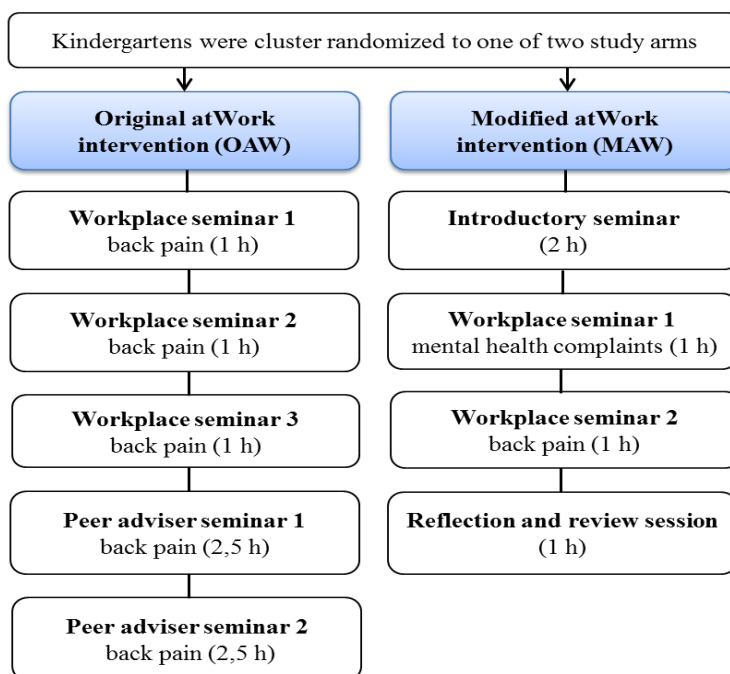 Kindergartens were cluster randomized to one of two study arms
Original atWork
intervention (OAW)
Workplace seminar 1
back pain (1 h)
Workplace seminar 2
back pain (1 h)
Workplace seminar 3
back pain (1 h)
Peer adviser seminar 1
back pain (2,5 h)
Peer adviser seminar 2
back pain (2,5 h)
Modified atWork
intervention (MAW)
Introductory seminar
(2 h)
Workplace seminar 1
mental health complaints (1 h)
Workplace seminar 2
back pain (1 h)
Reflection and review session
(1 h)